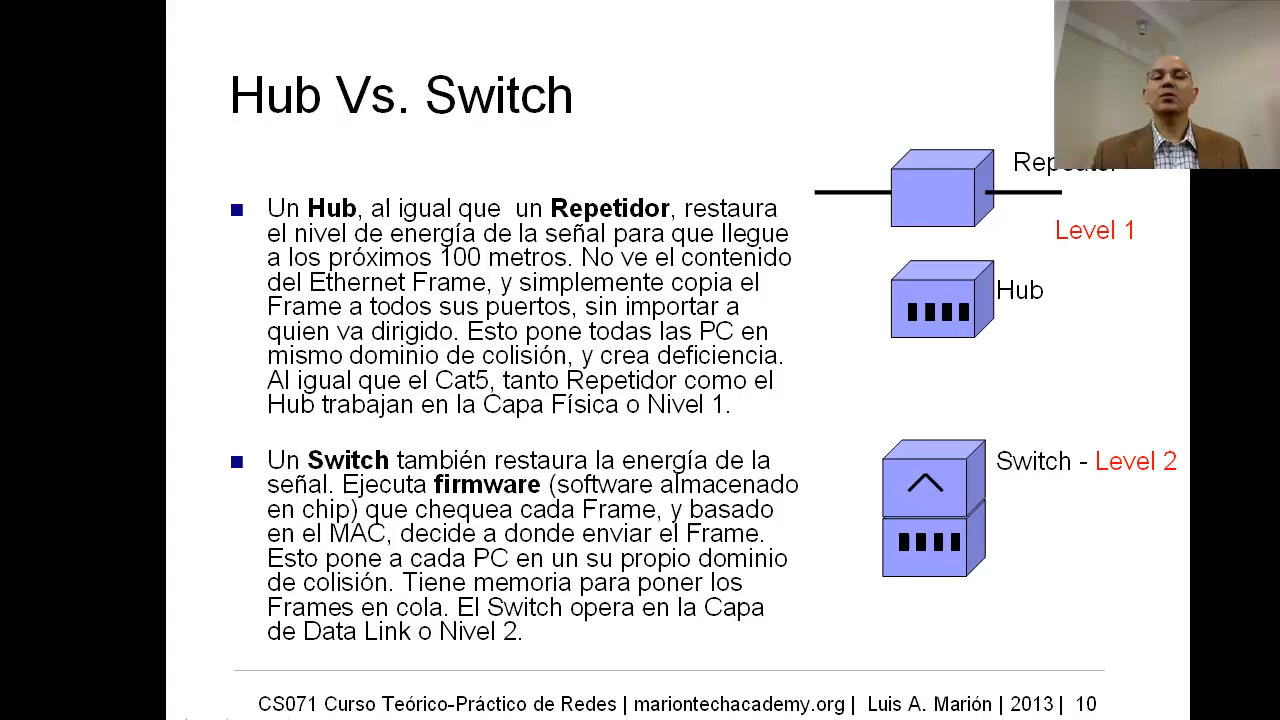 Hub Vs. Switch
Un Hub, al igual que un Repetidor, restaura
el nivel de energía de la señal para que llegue
a los próximos 100 metros. No ve el contenido
del Ethernet Frame, y simplemente copia el
Frame a todos sus puertos, sin importar a
quien va dirigido. Esto pone todas las PC en
mismo dominio de colisión, y crea deficiencia.
Al igual que el Cat5, tanto Repetidor como el
Hub trabajan en la Capa Física o Nivel 1.
Un Switch también restaura la energía de la
señal. Ejecuta firmware (software almacenado
en chip) que chequea cada Frame, y basado
en el MAC, decide a donde enviar el Frame.
Esto pone a cada PC en un su propio dominio
de colisión. Tiene memoria para poner los
Frames en cola. El Switch opera en la Capa
de Data Link o Nivel 2.
Level 1
Hub
Switch - Level 2
CS071 Curso Teórico-Práctico de Redes | mariontechacademy.org | Luis A. Marión | 2013 | 10